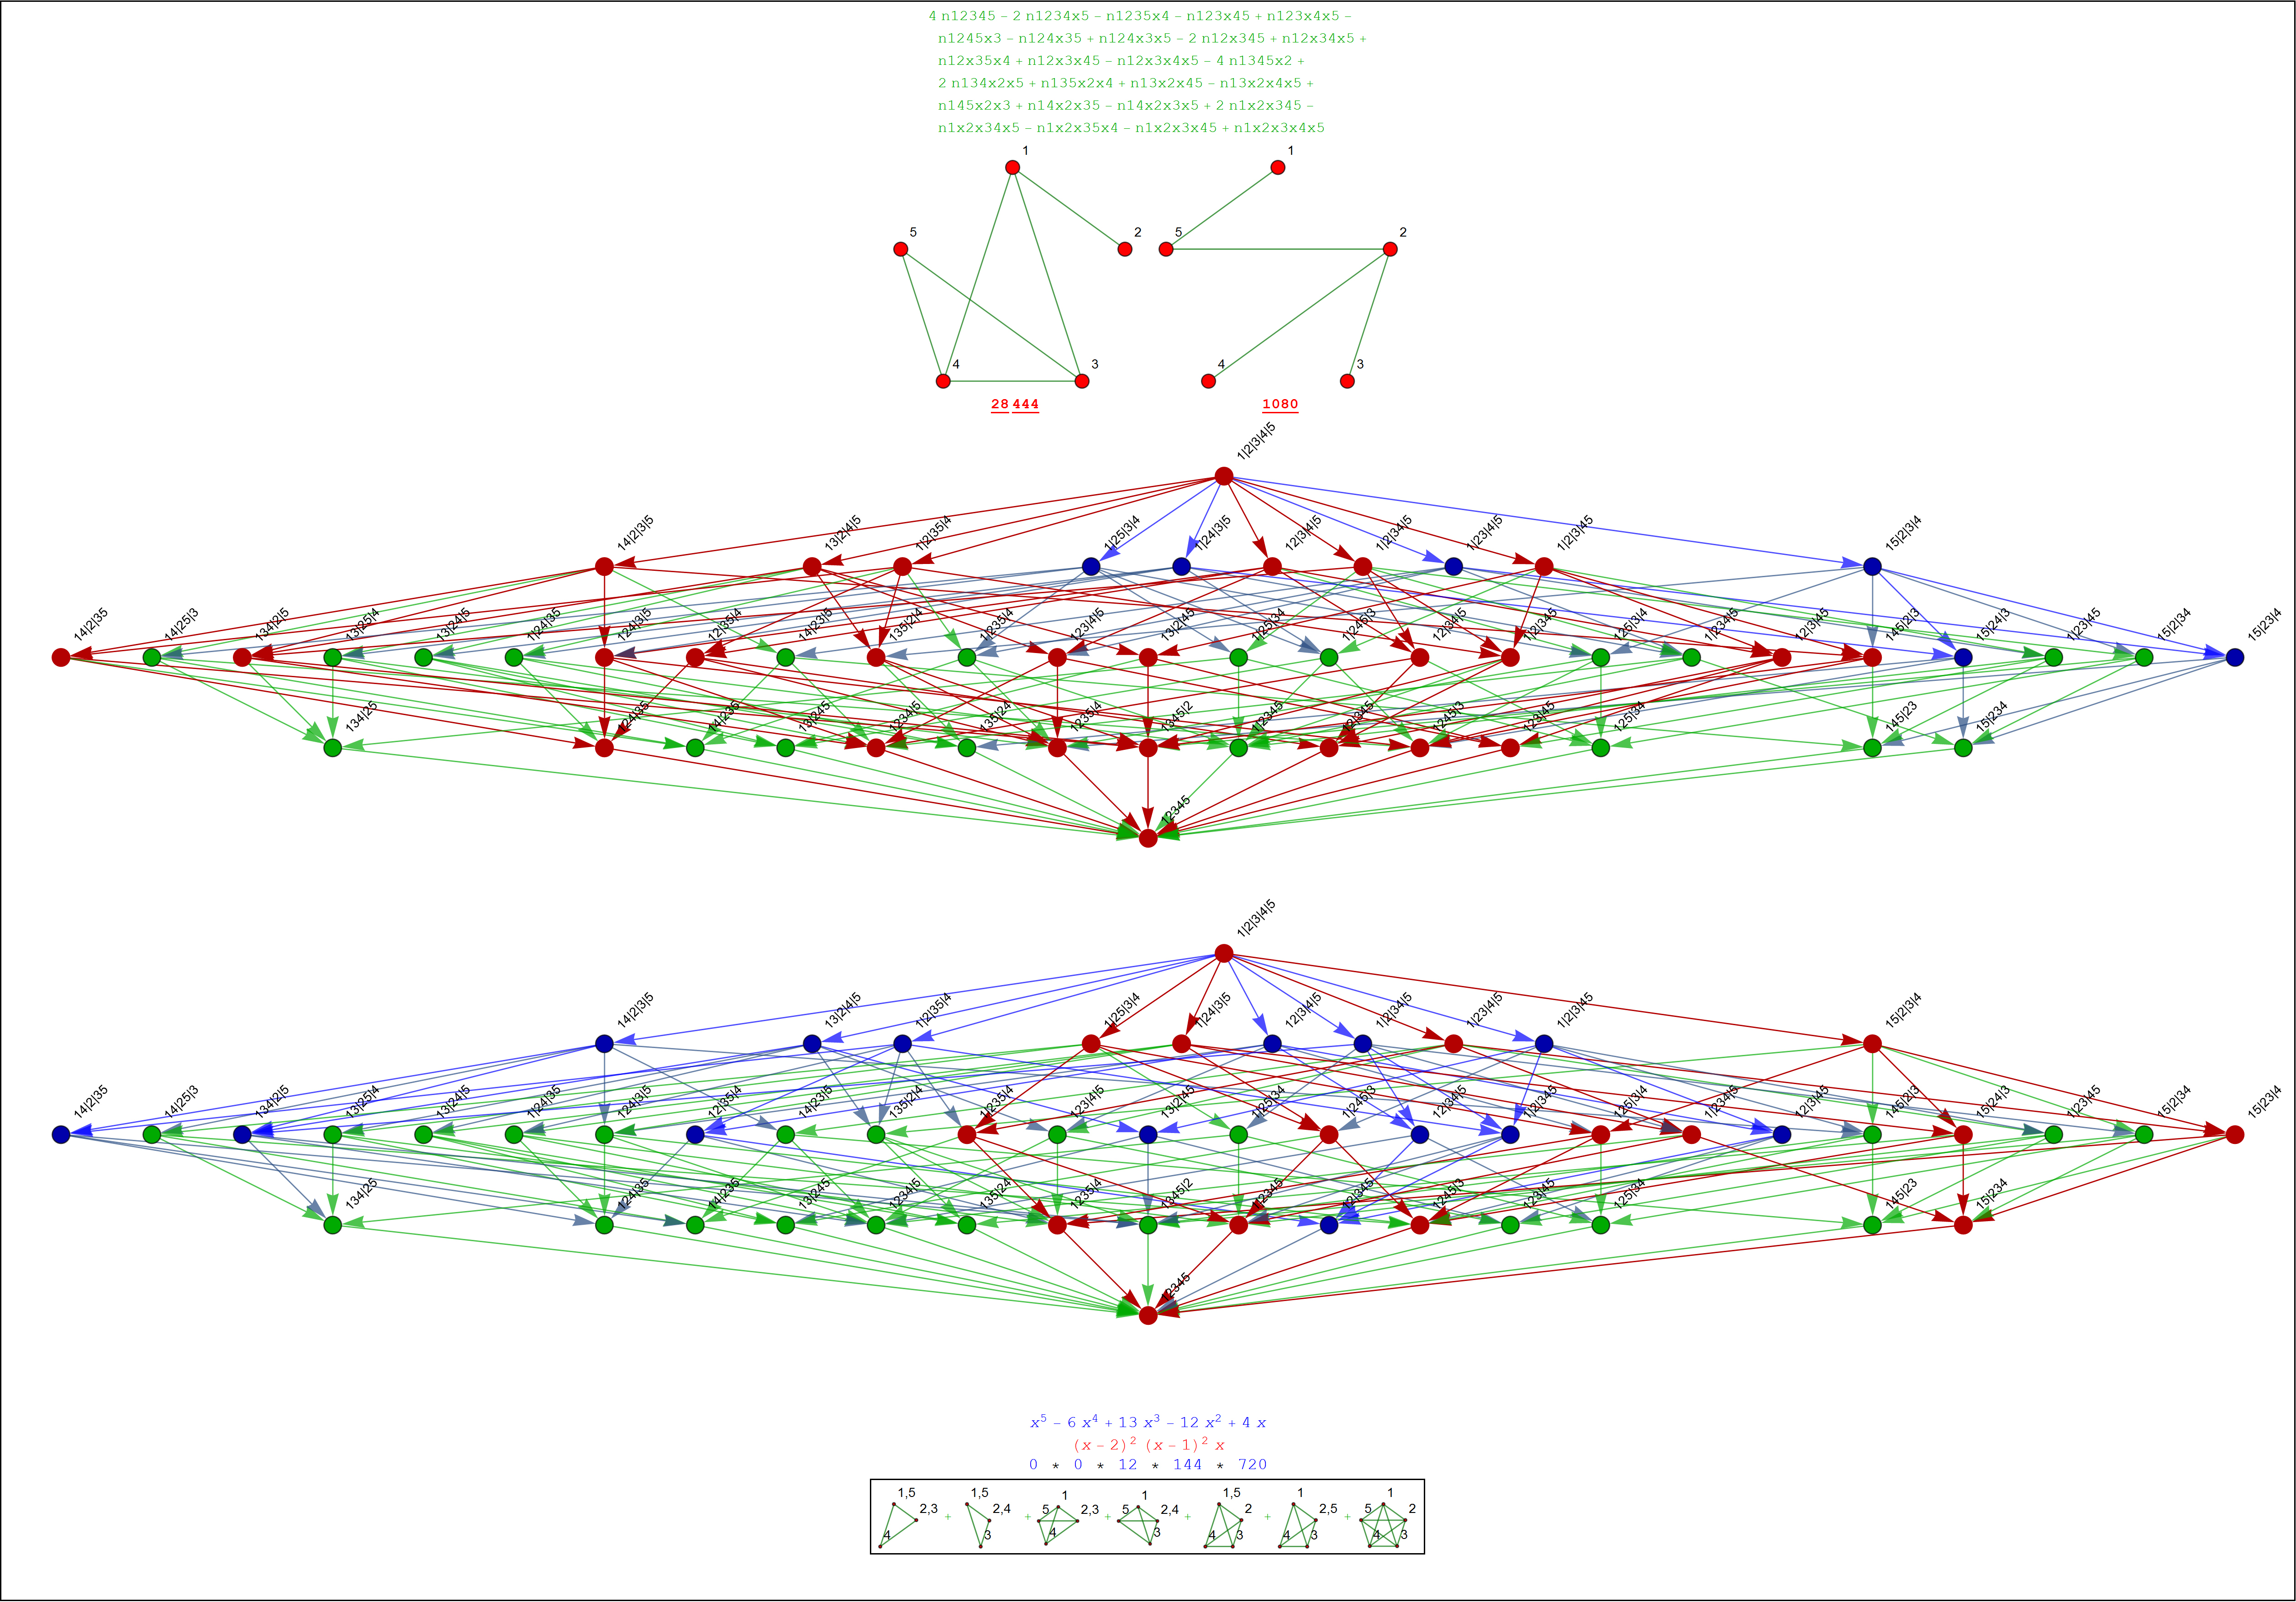 4 n12345 − 2 n1234x5 − n1235x4 − n123x45 + n123x4x5 −
n1245x3 − n124x35 + n124x3x5 − 2 n12x345 + n12x34x5 +
n12x35x4 + n12x3x45 − n12x3x4x5 − 4 n1345x2 +
2 n134x2x5 + n135x2x4 + n13x2x45 − n13x2x4x5 +
n145x2x3 + n14x2x35 − n14x2x3x5 + 2 n1x2x345 −
n1x2x34x5 − n1x2x35x4 − n1x2x3x45 + n1x2x3x4x5
1 1
5 2 5 2
4 3 4 3
28 444 1080
1|2|3|4|5
14|2|3|5 13|2|4|5 1|2|35|4 1|25|3|4 1|24|3|5 12|3|4|5 1|2|34|5 1|23|4|5 1|2|3|45 15|2|3|4
14|2|35 14|25|3 134|2|5 13|25|4 13|24|5 1|24|35 124|3|5 12|35|4 14|23|5 135|2|4 1|235|4 123|4|5 13|2|45 1|25|34 1|245|3 12|34|5 1|2|345 125|3|4 1|234|5 12|3|45 145|2|3 15|24|3 1|23|45 15|2|34 15|23|4
134|25 124|35 14|235 13|245 1234|5 135|24 1235|4 1345|2 1|2345 12|345 1245|3 123|45 125|34 145|23 15|234
12345
1|2|3|4|5
14|2|3|5 13|2|4|5 1|2|35|4 1|25|3|4 1|24|3|5 12|3|4|5 1|2|34|5 1|23|4|5 1|2|3|45 15|2|3|4
14|2|35 14|25|3 134|2|5 13|25|4 13|24|5 1|24|35 124|3|5 12|35|4 14|23|5 135|2|4 1|235|4 123|4|5 13|2|45 1|25|34 1|245|3 12|34|5 1|2|345 125|3|4 1|234|5 12|3|45 145|2|3 15|24|3 1|23|45 15|2|34 15|23|4
134|25 124|35 14|235 13|245 1234|5 135|24 1235|4 1345|2 1|2345 12|345 1245|3 123|45 125|34 145|23 15|234
12345
x⁵ − 6 x⁴ + 13 x³ − 12 x² + 4 x
(x − 2)² (x − 1)² x
0 * 0 * 12 * 144 * 720
1,5 2,3 4 + 1,5 2,4 3 + 1 5 2,3 4 + 1 5 2,4 3 + 1,5 2 4 3 + 1 2,5 4 3 + 1 5 2 4 3